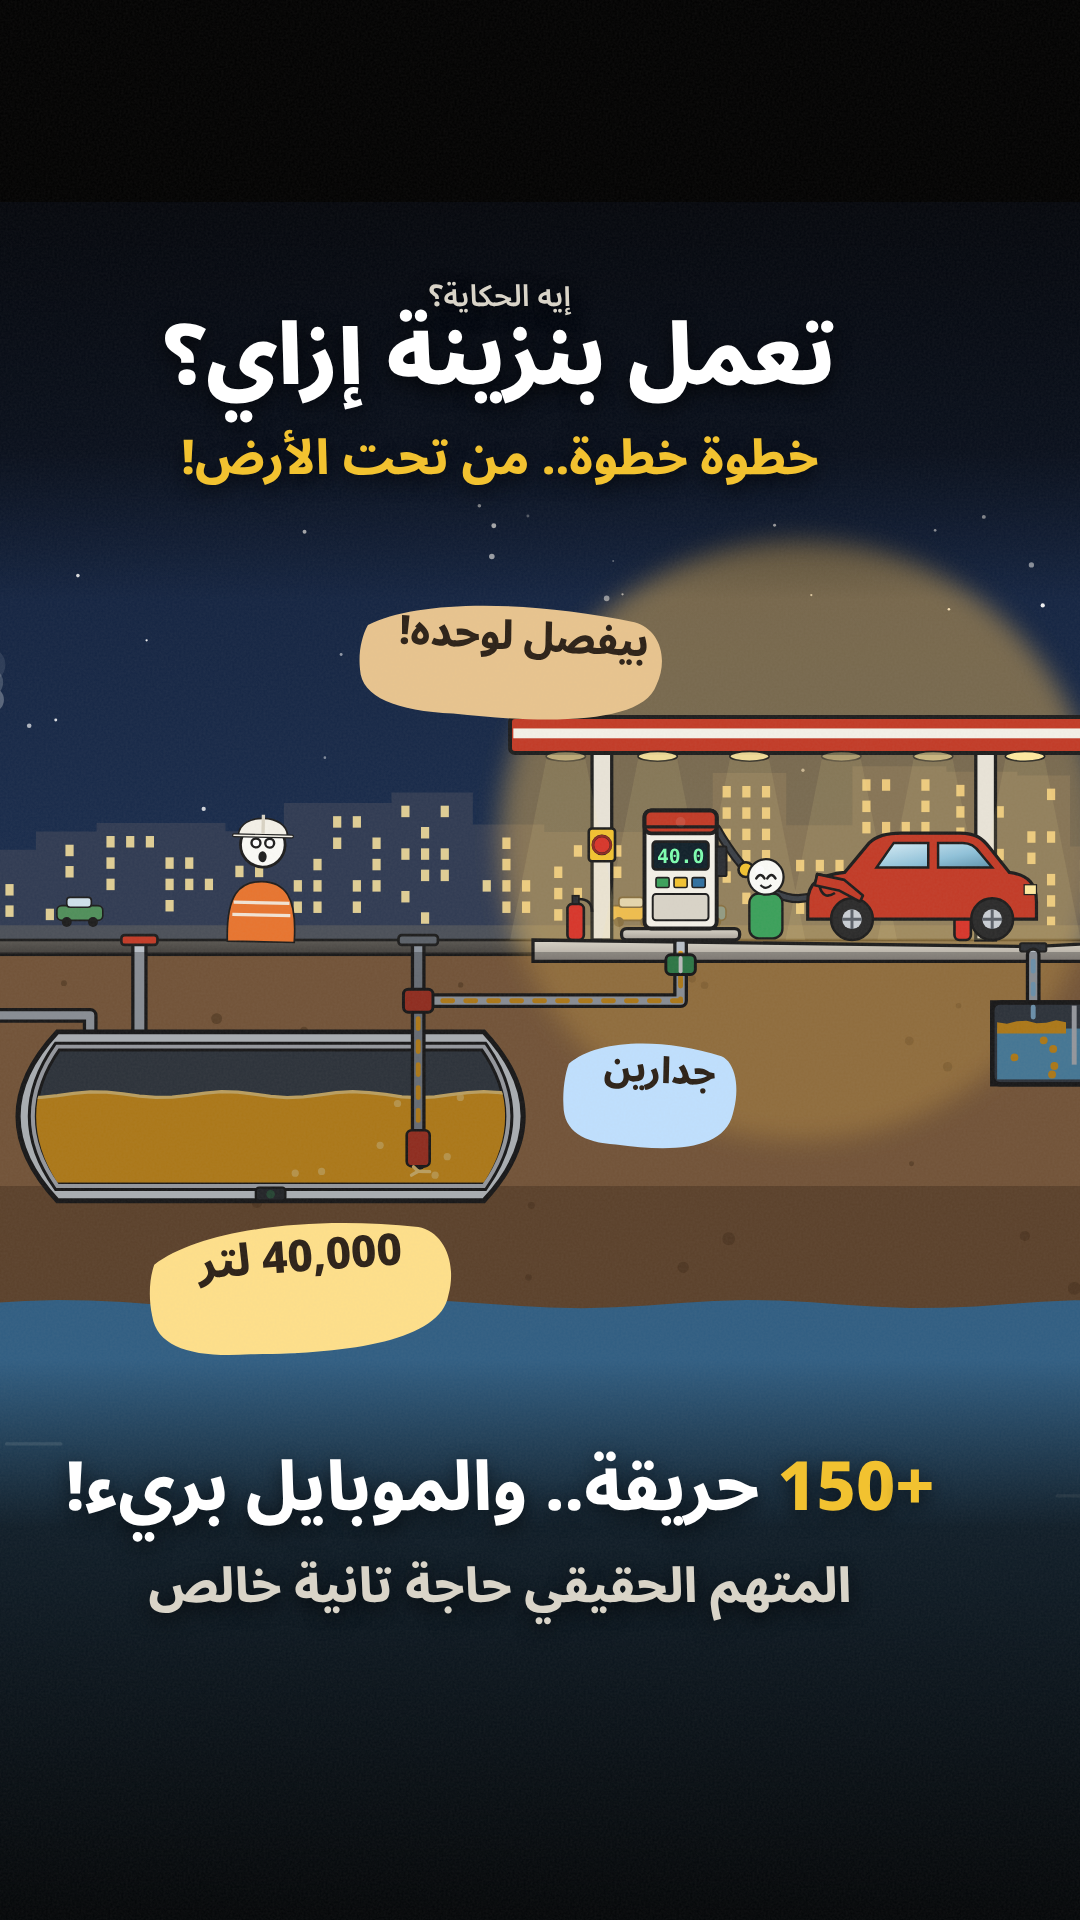 إيه الحكاية؟
تعمل بنزينة إزاي؟
خطوة خطوة.. من تحت الأرض!
بيفصل لوحده!
40.0
جدارين
40,000 لتر
+150 حريقة.. والموبايل بريء!
المتهم الحقيقي حاجة تانية خالص